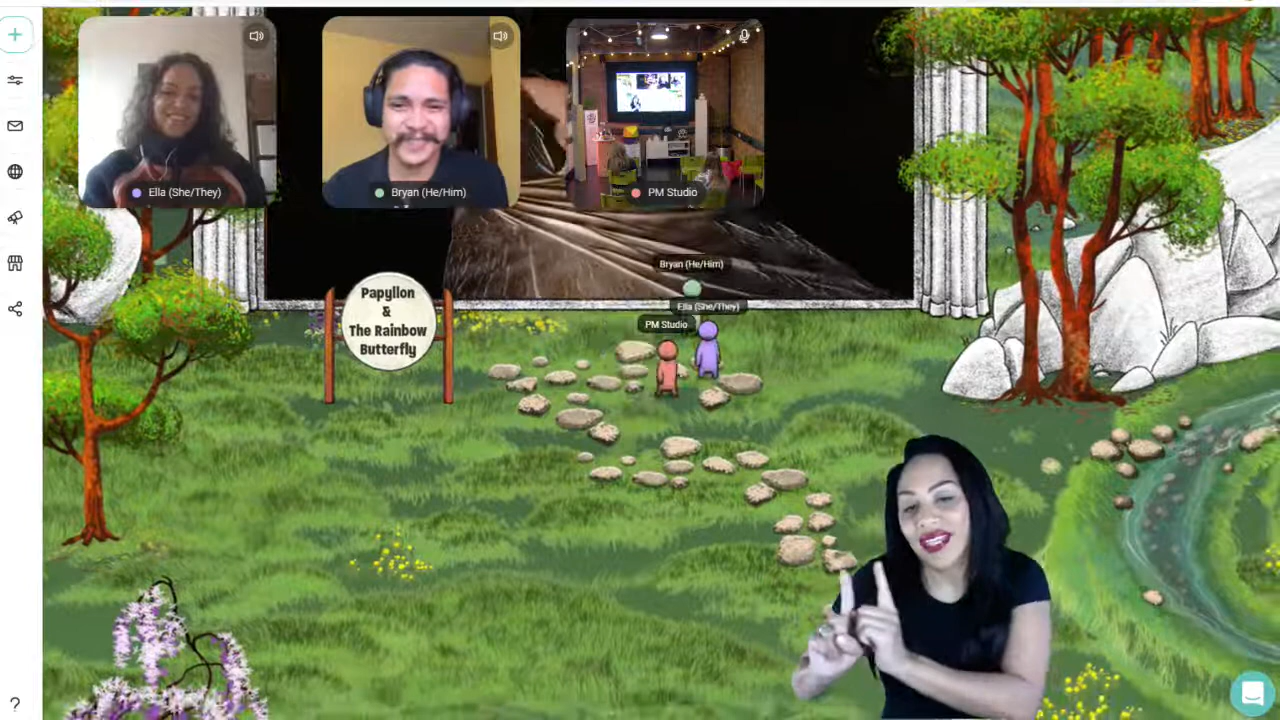 Ella (She/They)
Bryan (He/Him)
PM Studio
Bryan (He/Him)
Ella (She/They)
PM Studio
Papyllon
&
The Rainbow
Butterfly
?